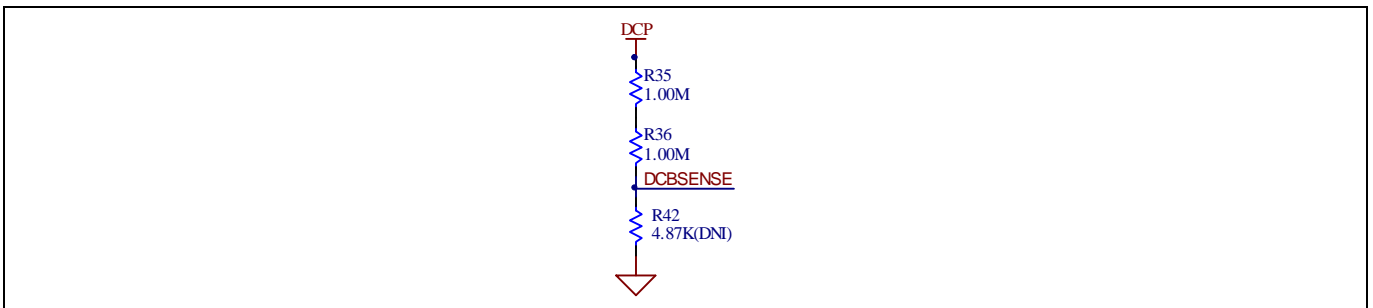 DCP
R35
1.00M
R36
1.00M
DCBSENSE
R42
4.87K(DNI)